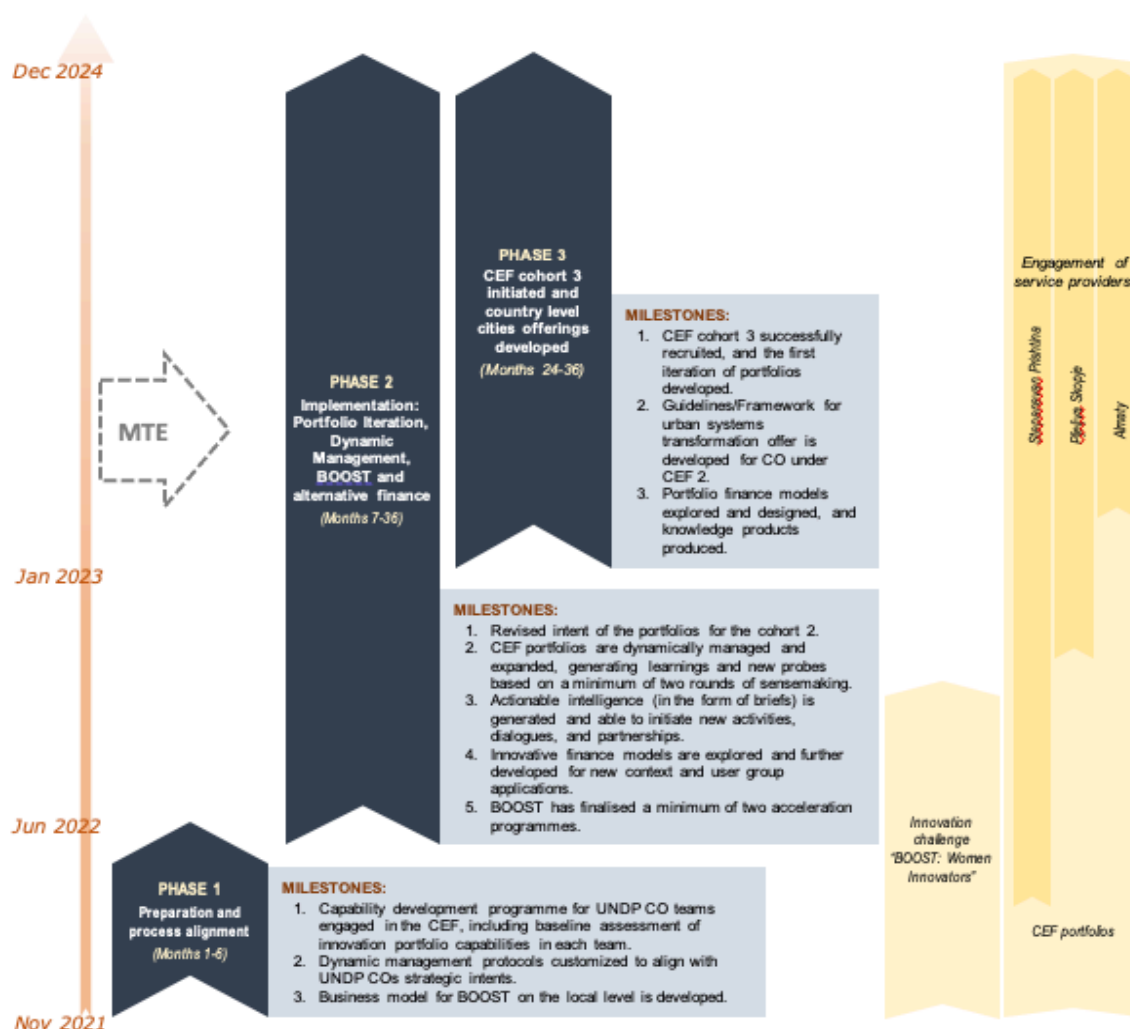 Dec 2024
Jan 2023
Jun 2022
Nov 2021
MTE
PHASE 1
Preparation and
process alignment
(Months 1-6)
MILESTONES:
1. Capability development programme for UNDP CO teams
engaged in the CEF, including baseline assessment of
innovation portfolio capabilities in each team.
2. Dynamic management protocols customized to align with
UNDP COs strategic intents.
3. Business model for BOOST on the local level is developed.
PHASE 2
Implementation:
Portfolio Iteration,
Dynamic
Management,
BOOST and
alternative finance
(Months 7-36)
MILESTONES:
1. Revised intent of the portfolios for the cohort 2.
2. CEF portfolios are dynamically managed and
expanded, generating learnings and new probes
based on a minimum of two rounds of sensemaking.
3. Actionable intelligence (in the form of briefs) is
generated and able to initiate new activities,
dialogues, and partnerships.
4. Innovative finance models are explored and further
developed for new context and user group
applications.
5. BOOST has finalised a minimum of two acceleration
programmes.
PHASE 3
CEF cohort 3
initiated and
country level
cities offerings
developed
(Months 24-36)
MILESTONES:
1. CEF cohort 3 successfully
recruited, and the first
iteration of portfolios
developed.
2. Guidelines/Framework for
urban systems
transformation offer is
developed for CO under
CEF 2.
3. Portfolio finance models
explored and designed, and
knowledge products
produced.
Innovation
challenge
"BOOST: Women
Innovators"
Engagement of
service providers
Prishtina
Skopje
Almaty
CEF portfolios